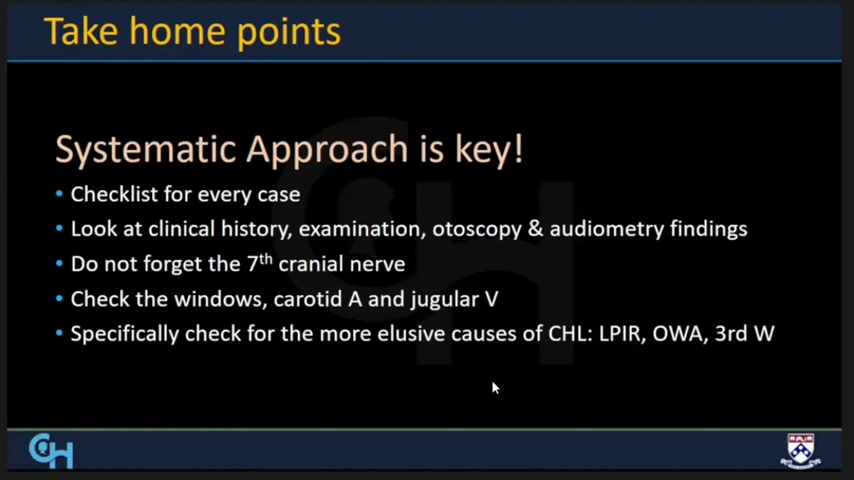 Take home points
Systematic Approach is key!
• Checklist for every case
• Look at clinical history, examination, otoscopy & audiometry findings
• Do not forget the 7th cranial nerve
• Check the windows, carotid A and jugular V
• Specifically check for the more elusive causes of CHL: LPIR, OWA, 3rd W
CH